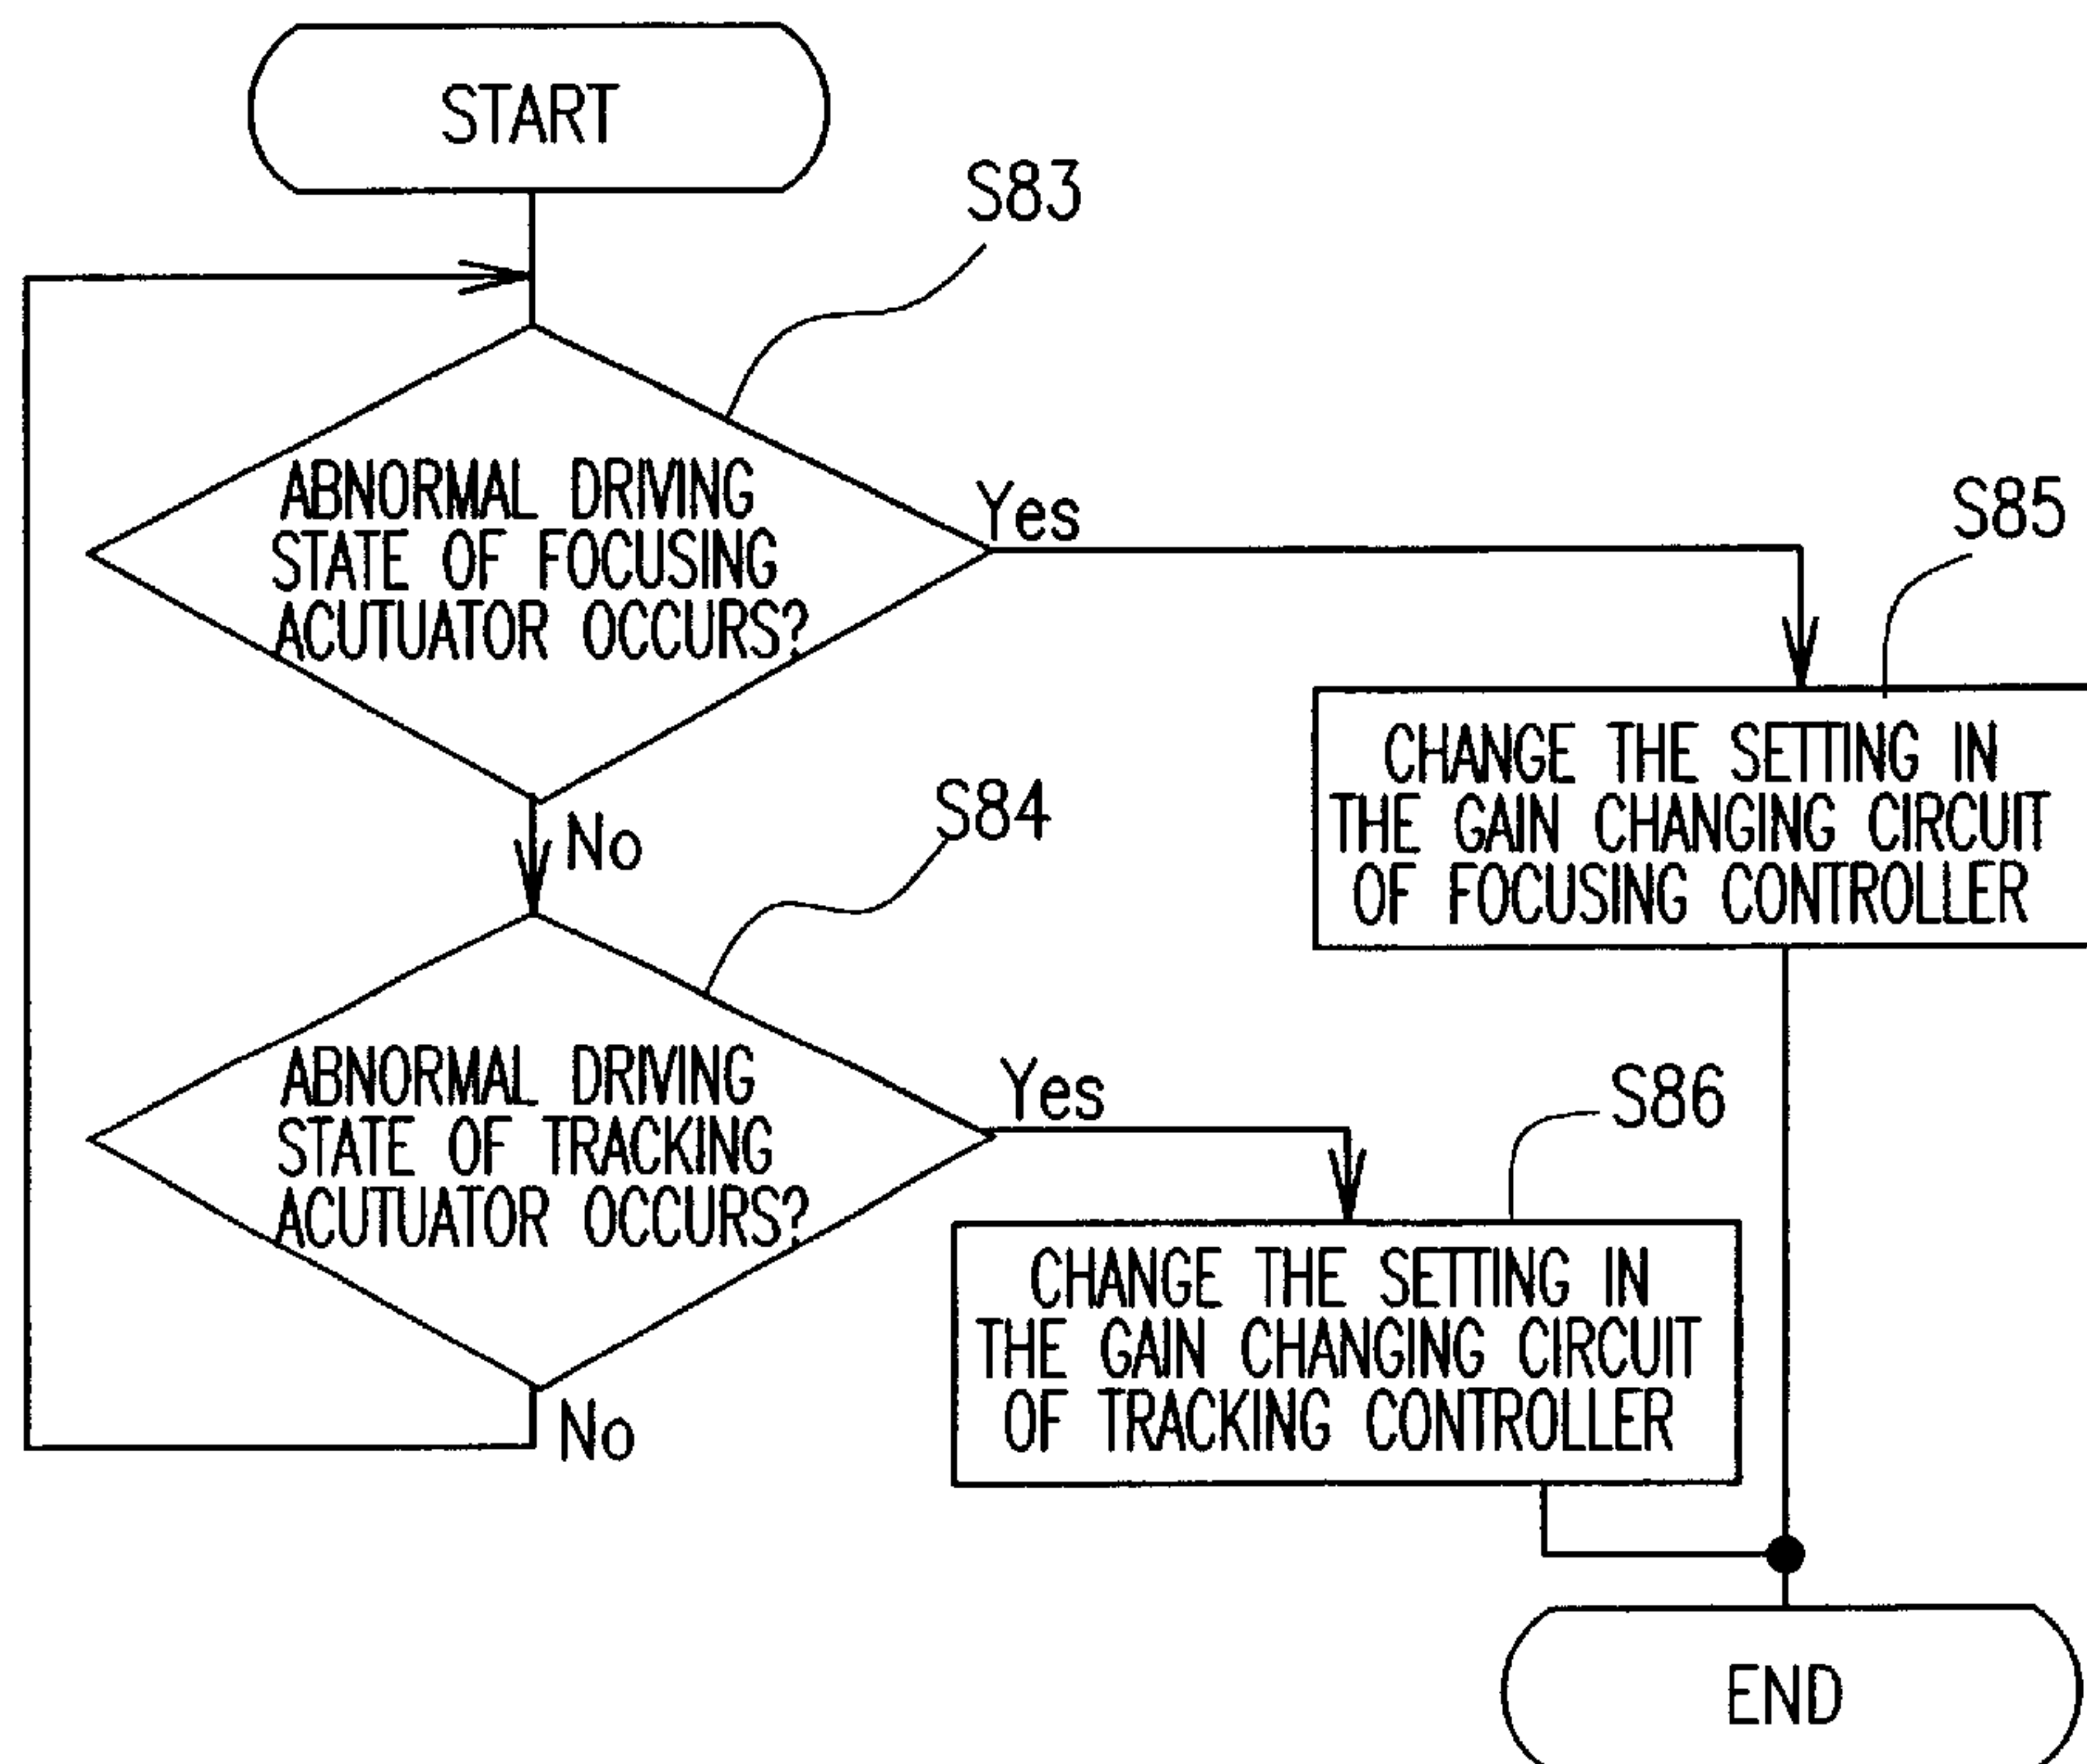 START
S83
ABNORMAL DRIVING
STATE OF FOCUSING
ACUTUATOR OCCURS?
Yes
No
S85
CHANGE THE SETTING IN
THE GAIN CHANGING CIRCUIT
OF FOCUSING CONTROLLER
S84
ABNORMAL DRIVING
STATE OF TRACKING
ACUTUATOR OCCURS?
Yes
No
S86
CHANGE THE SETTING IN
THE GAIN CHANGING CIRCUIT
OF TRACKING CONTROLLER
END